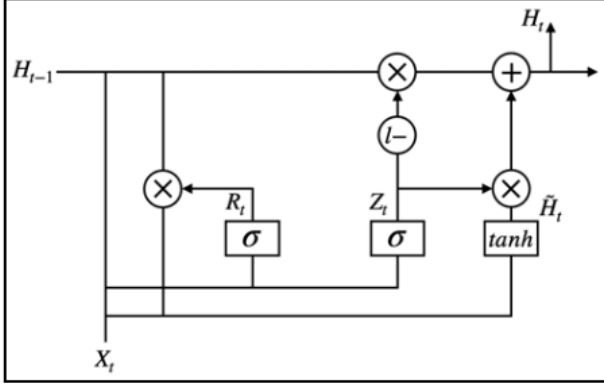 H_t
H_{t-1}
×
+
l−
×
×
R_t
Z_t
H̃_t
σ
σ
tanh
X_t